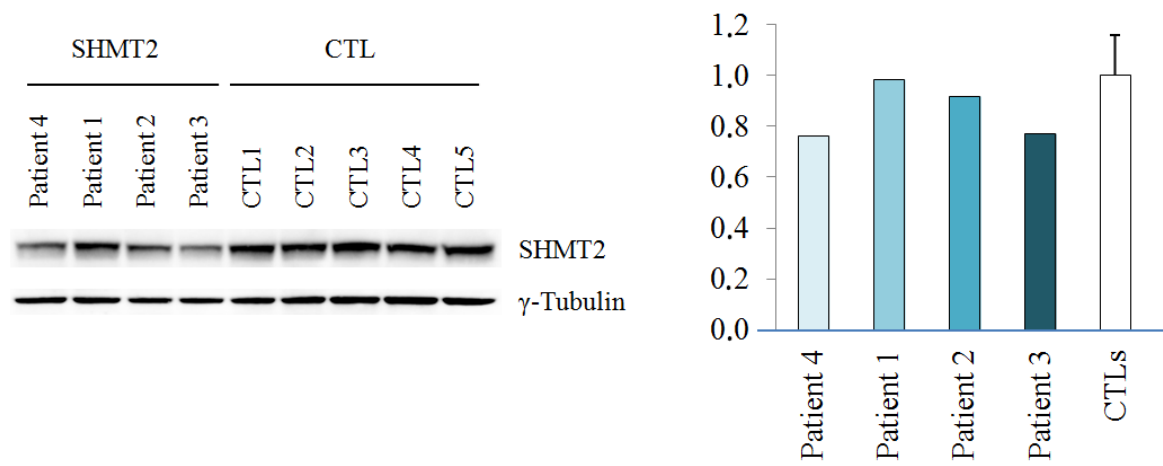 SHMT2 CTL
Patient 4
Patient 1
Patient 2
Patient 3
CTL1
CTL2
CTL3
CTL4
CTL5
SHMT2
γ-Tubulin
1.2
1.0
0.8
0.6
0.4
0.2
0.0
Patient 4
Patient 1
Patient 2
Patient 3
CTLs